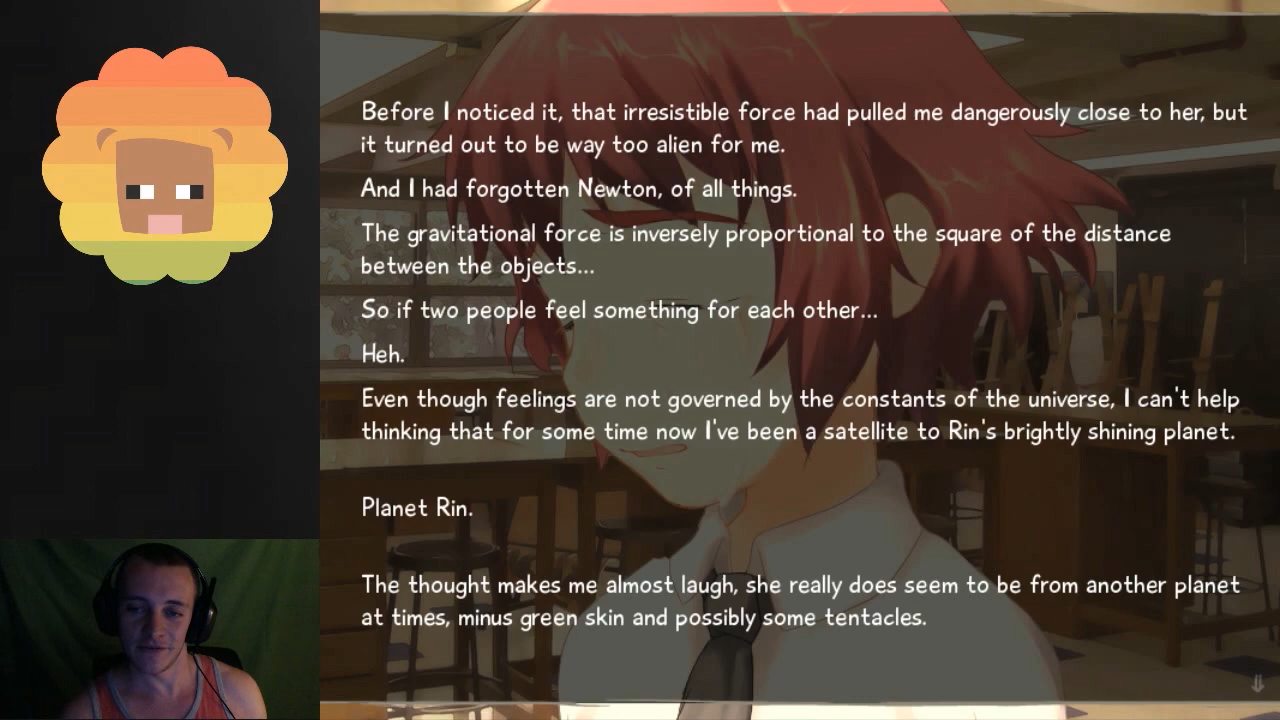 Before I noticed it, that irresistible force had pulled me dangerously close to her, but
it turned out to be way too alien for me.
And I had forgotten Newton, of all things.
The gravitational force is inversely proportional to the square of the distance
between the objects...
So if two people feel something for each other...
Heh.
Even though feelings are not governed by the constants of the universe, I can't help
thinking that for some time now I've been a satellite to Rin's brightly shining planet.
Planet Rin.
The thought makes me almost laugh, she really does seem to be from another planet
at times, minus green skin and possibly some tentacles.